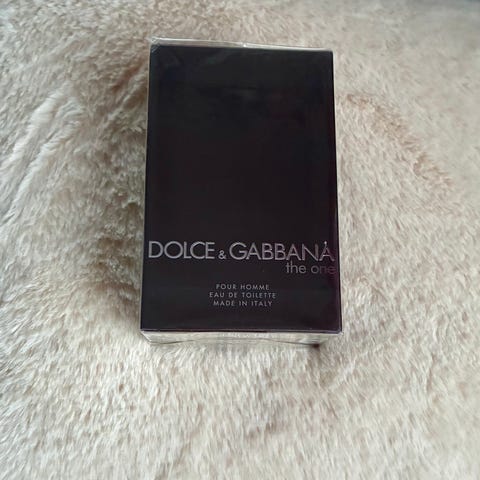 DOLCE & GABBANA
the one
POUR HOMME
EAU DE TOILETTE
MADE IN ITALY